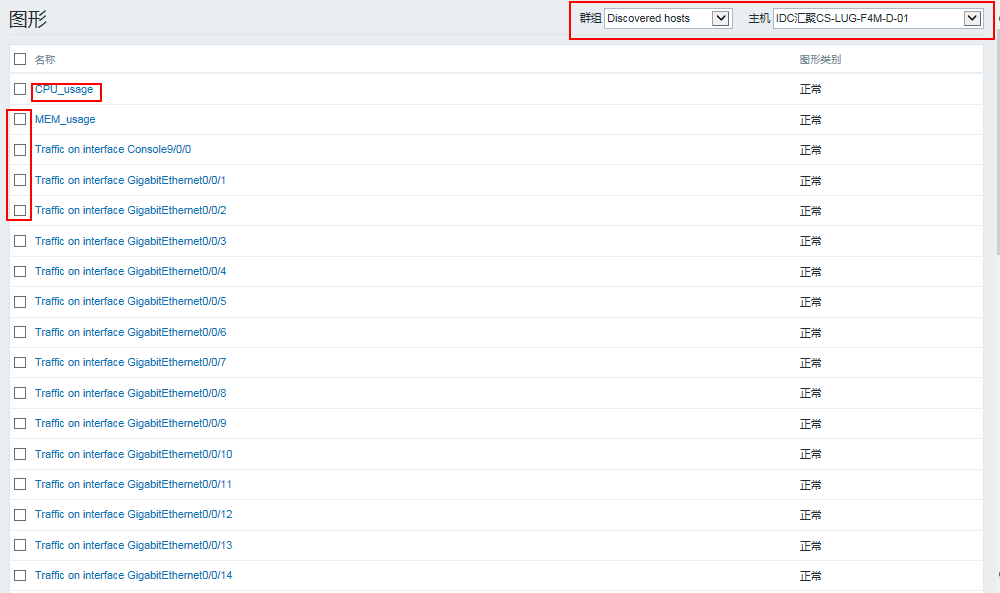 图形
群组 Discovered hosts 主机 IDC汇聚CS-LUG-F4M-D-01
名称 图形类别
CPU_usage 正常
MEM_usage 正常
Traffic on interface Console9/0/0 正常
Traffic on interface GigabitEthernet0/0/1 正常
Traffic on interface GigabitEthernet0/0/2 正常
Traffic on interface GigabitEthernet0/0/3 正常
Traffic on interface GigabitEthernet0/0/4 正常
Traffic on interface GigabitEthernet0/0/5 正常
Traffic on interface GigabitEthernet0/0/6 正常
Traffic on interface GigabitEthernet0/0/7 正常
Traffic on interface GigabitEthernet0/0/8 正常
Traffic on interface GigabitEthernet0/0/9 正常
Traffic on interface GigabitEthernet0/0/10 正常
Traffic on interface GigabitEthernet0/0/11 正常
Traffic on interface GigabitEthernet0/0/12 正常
Traffic on interface GigabitEthernet0/0/13 正常
Traffic on interface GigabitEthernet0/0/14 正常